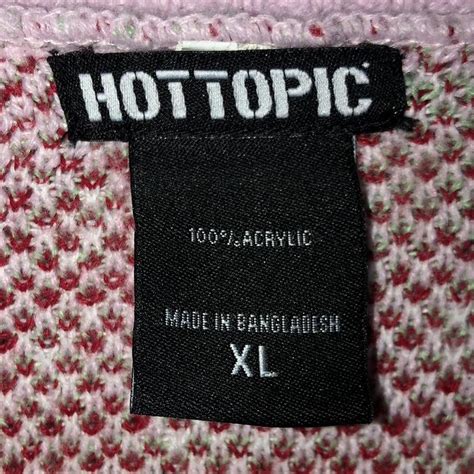 HOTTOPIC
100% ACRYLIC
MADE IN BANGLADESH
XL